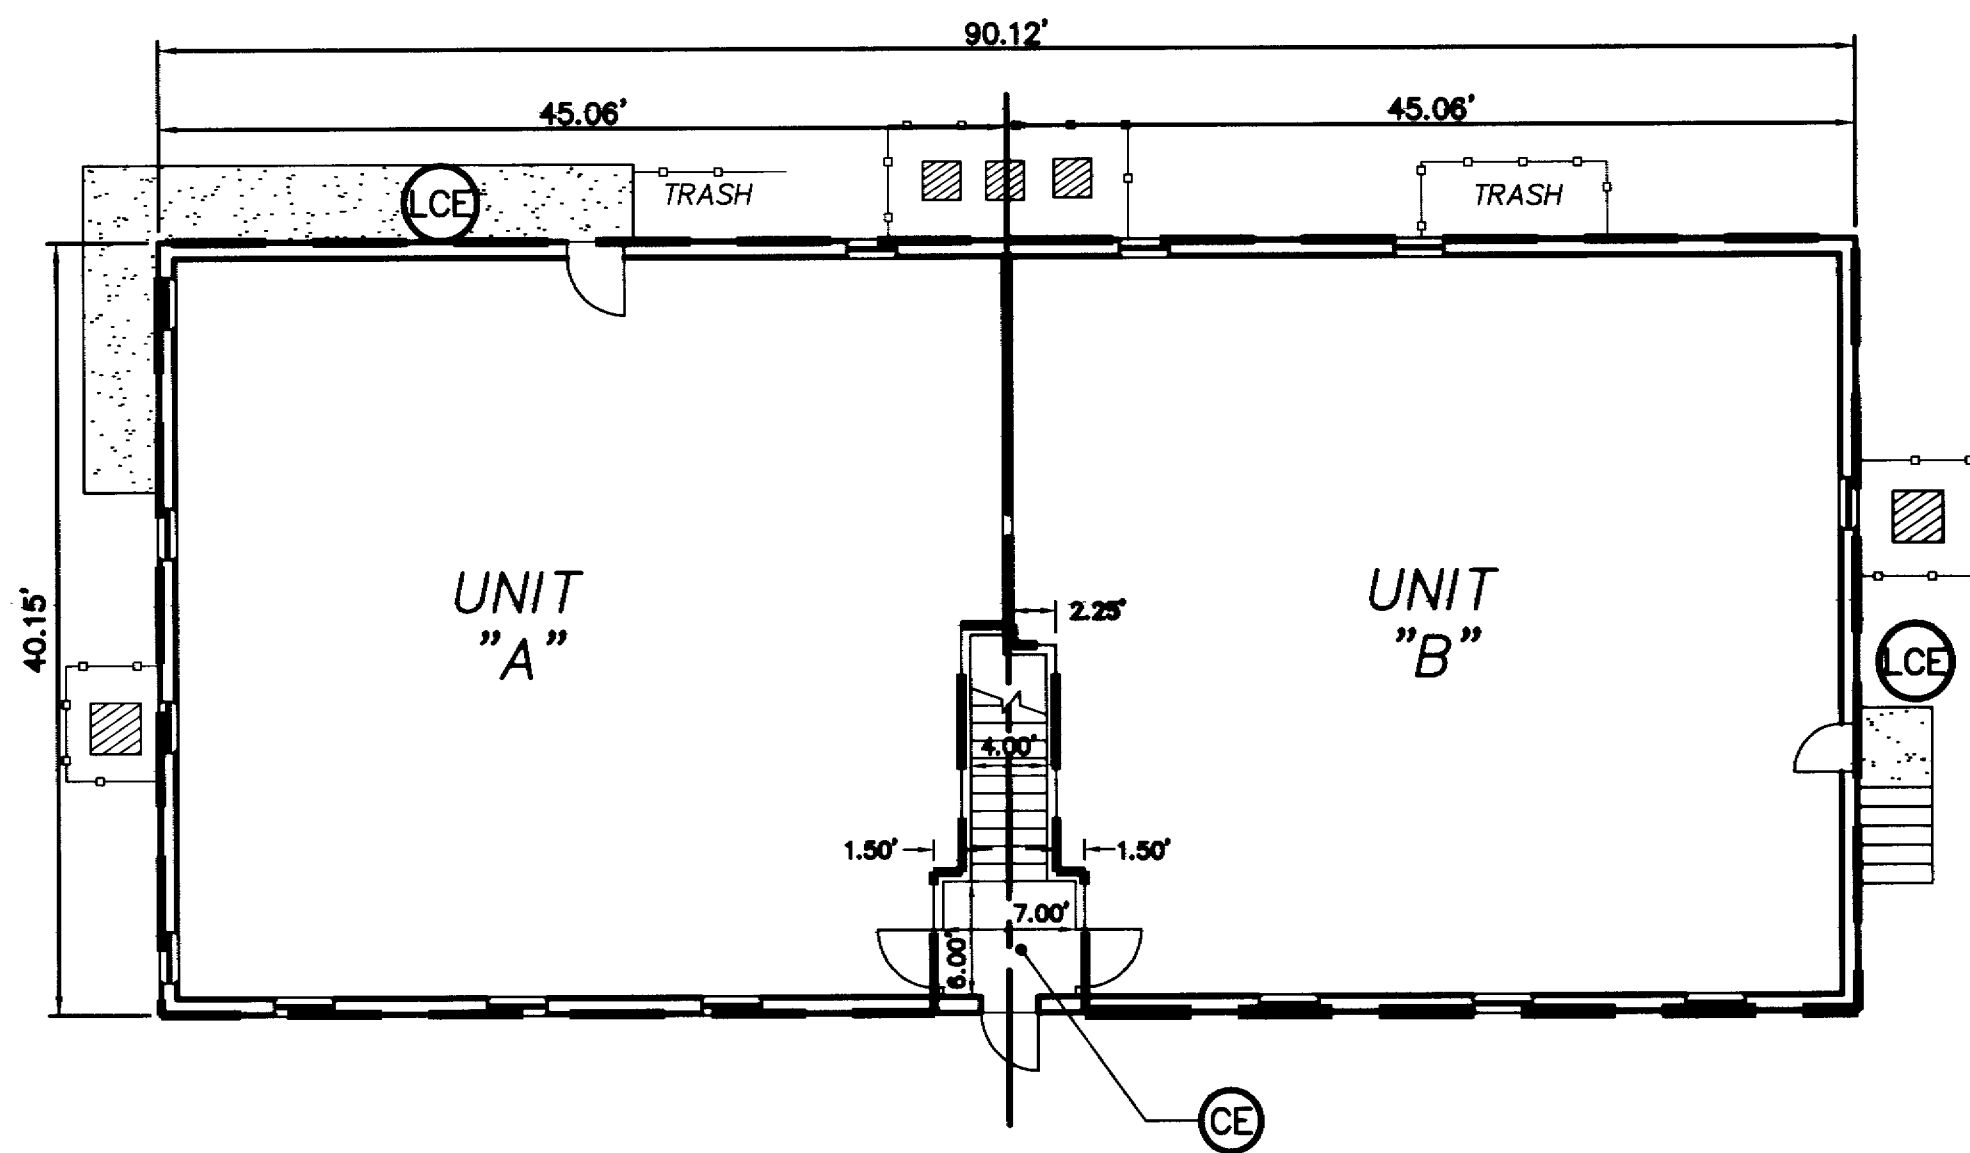 90.12'
45.06'
45.06'
LCE
TRASH
TRASH
40.15'
UNIT
"A"
UNIT
"B"
2.25'
LCE
4.00'
1.50'
1.50'
7.00'
6.00'
CE